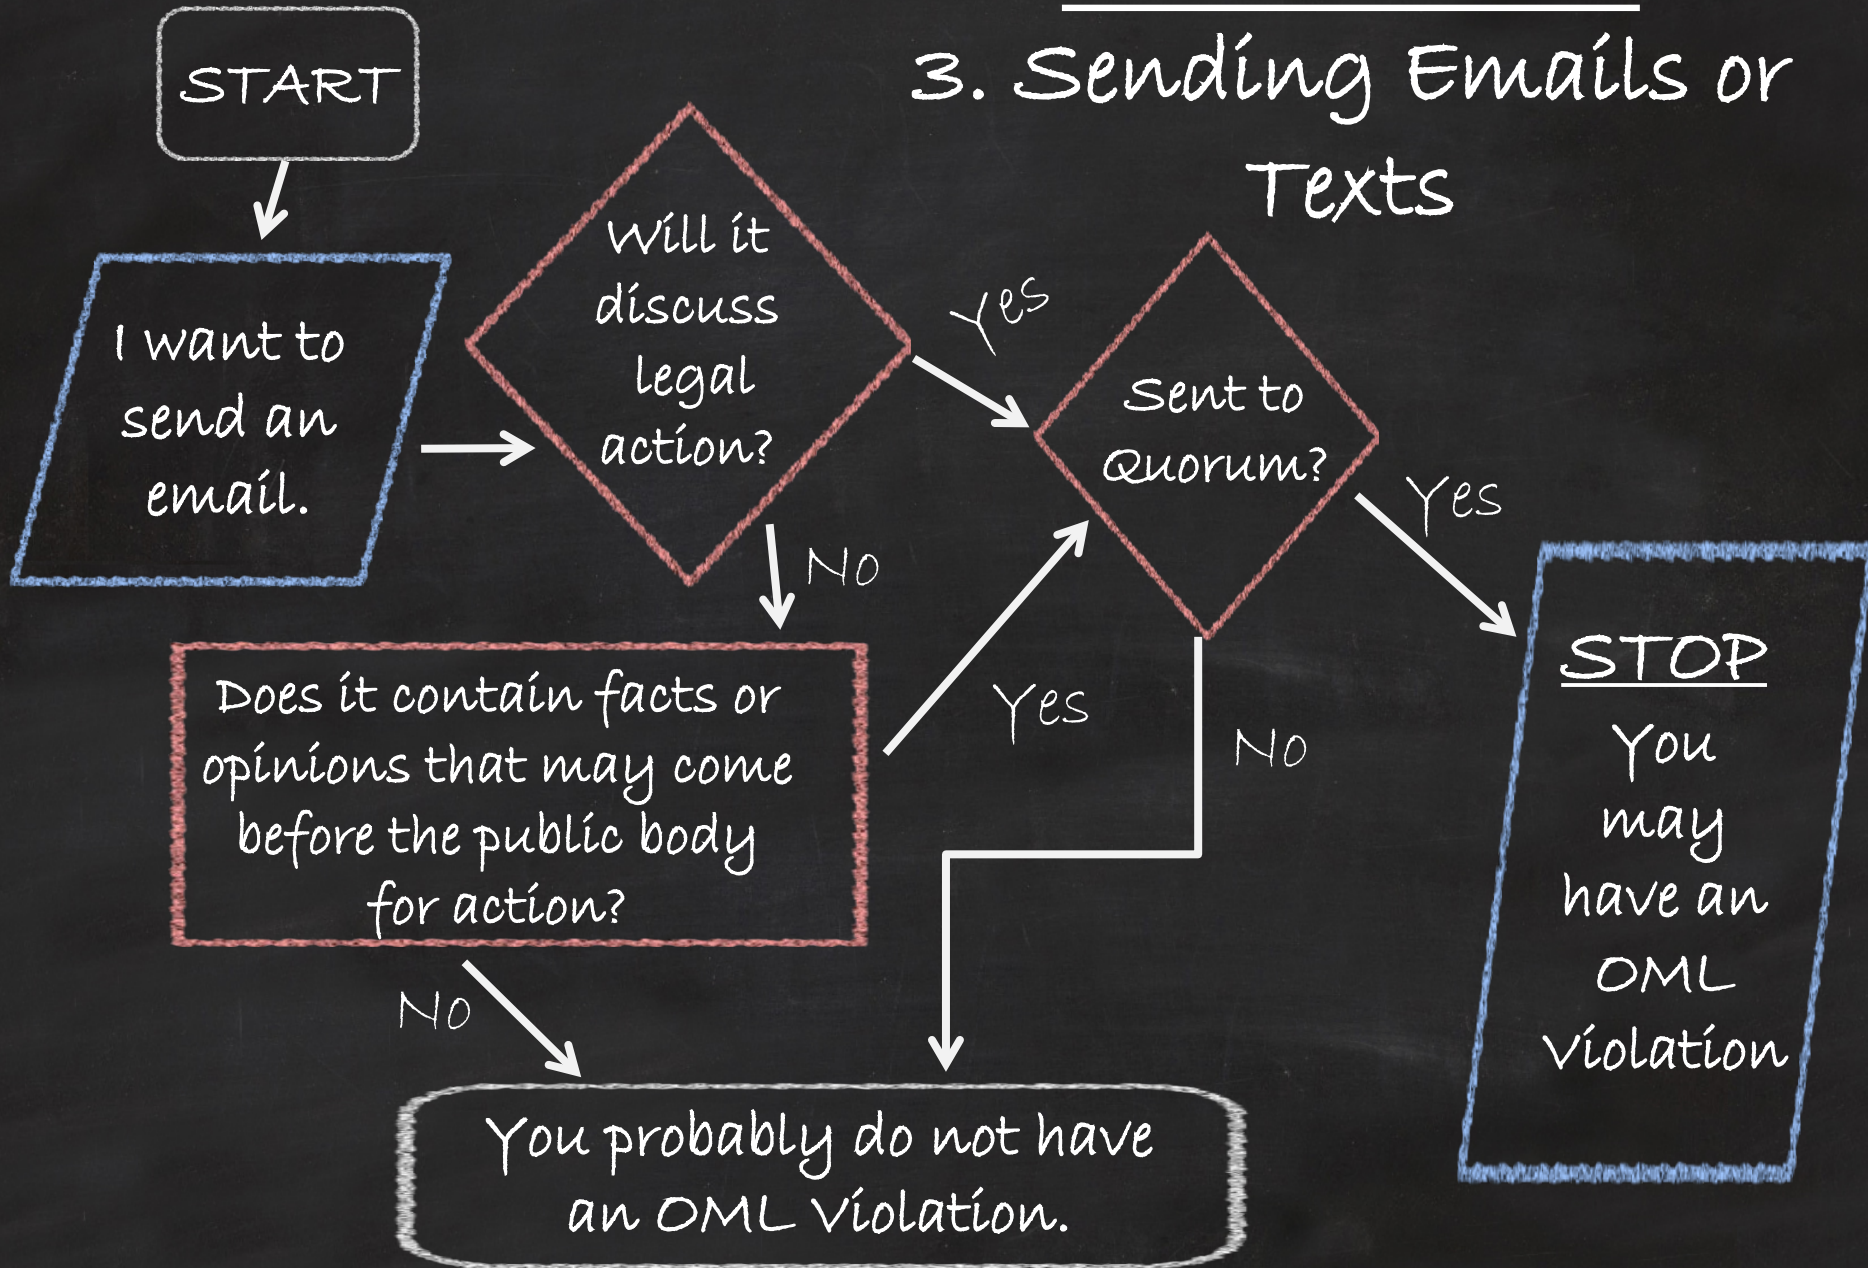 3. Sending Emails or
Texts
START
I want to
send an
email.
Will it
discuss
legal
action?
Yes
No
Sent to
Quorum?
Yes
No
Does it contain facts or
opinions that may come
before the public body
for action?
Yes
No
STOP
You
may
have an
OML
Violation
You probably do not have
an OML Violation.